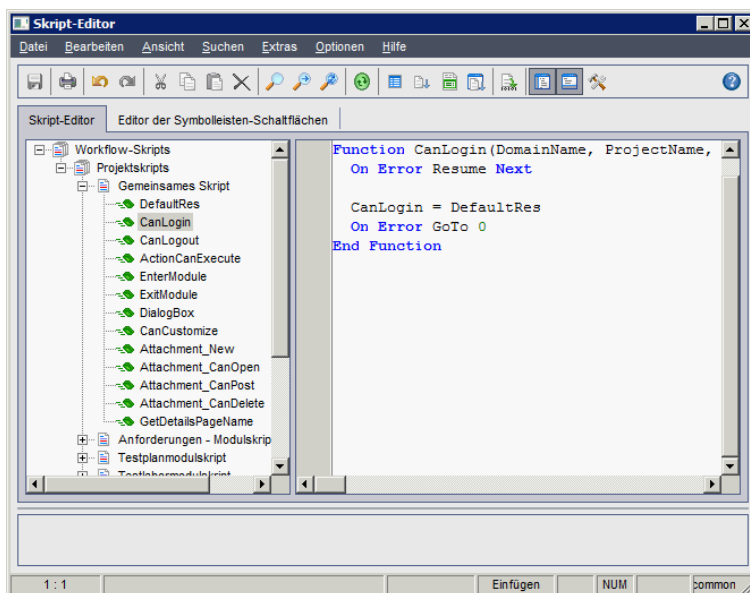 Skript-Editor
Datei Bearbeiten Ansicht Suchen Extras Optionen Hilfe
Skript-Editor Editor der Symbolleisten-Schaltflächen
Workflow-Skripts
Projektskripts
Gemeinsames Skript
DefaultRes
CanLogin
CanLogout
ActionCanExecute
EnterModule
ExitModule
DialogBox
CanCustomize
Attachment_New
Attachment_CanOpen
Attachment_CanPost
Attachment_CanDelete
GetDetailsPageName
Anforderungen - Modulskrip
Testplanmodulskript
Testlabormodulskript
Function CanLogin(DomainName, ProjectName,
On Error Resume Next
CanLogin = DefaultRes
On Error GoTo 0
End Function
1 : 1 Einfügen NUM common